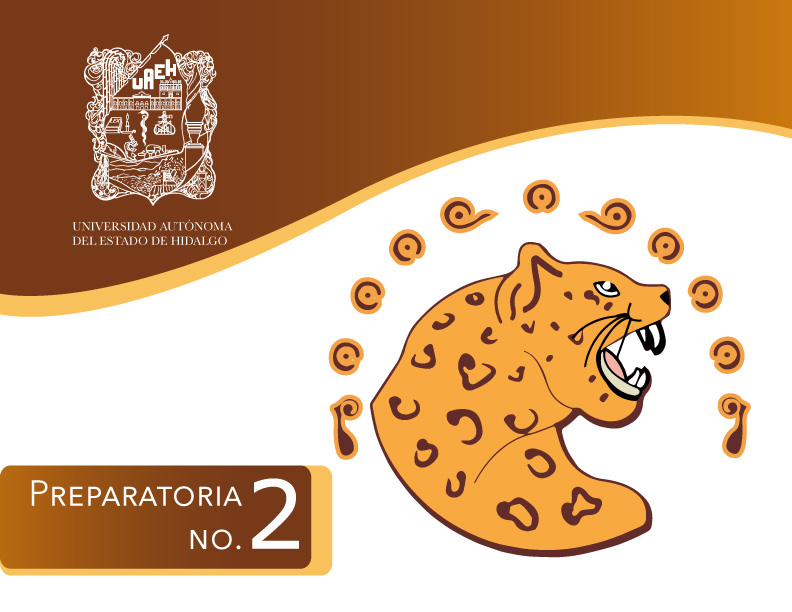 UAEH
UNIVERSIDAD AUTÓNOMA
DEL ESTADO DE HIDALGO
PREPARATORIA
NO. 2